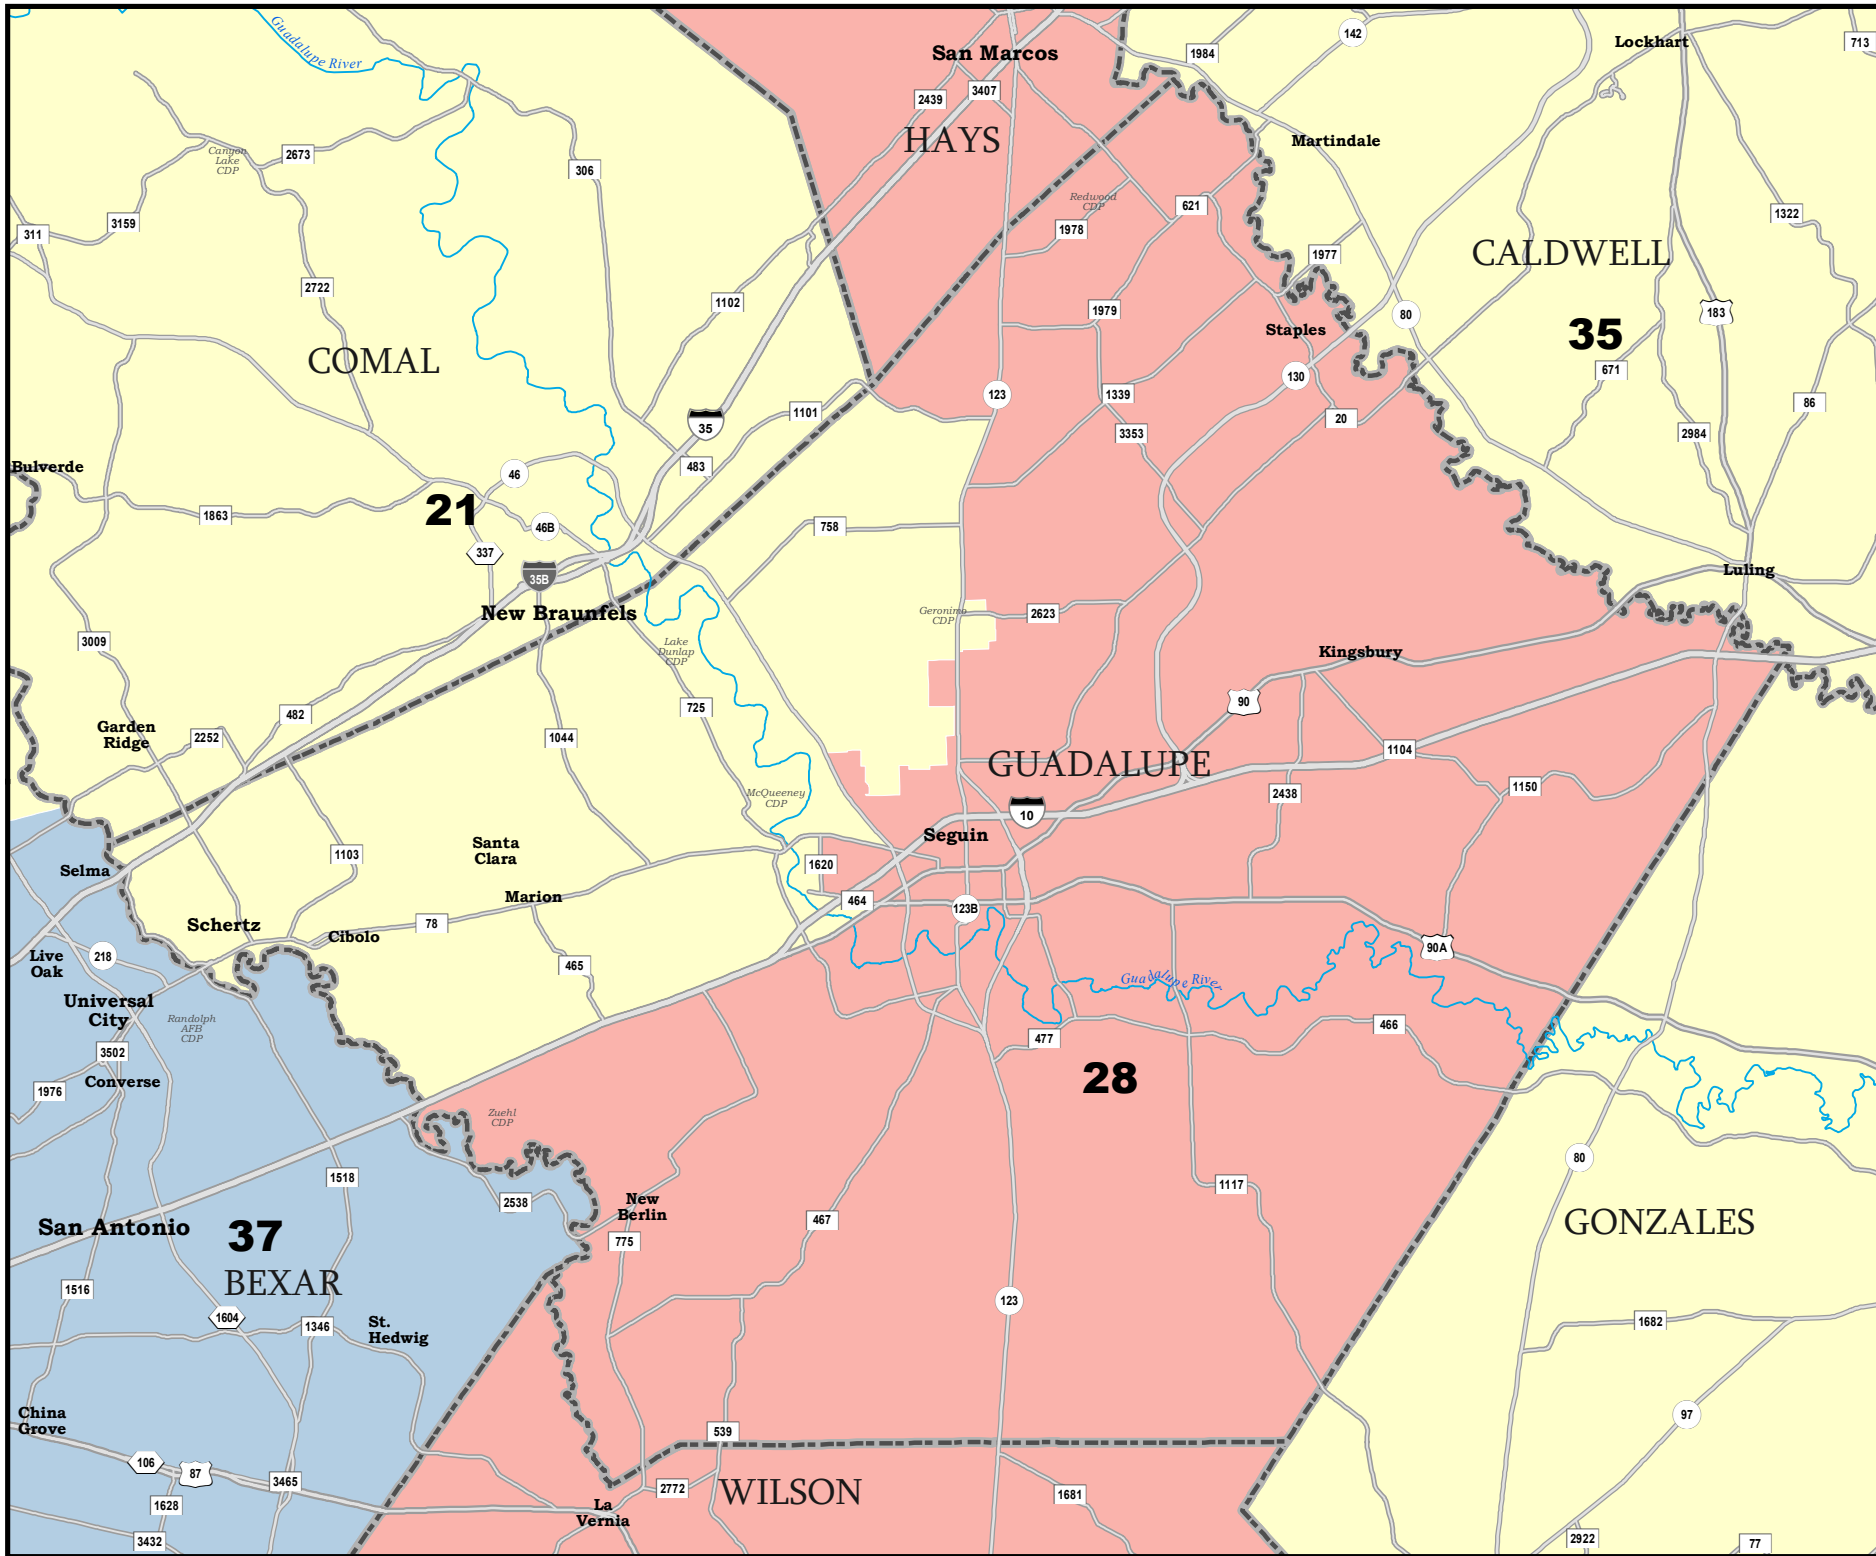 Guadalupe River
San Marcos
1984
142
Lockhart
713
2439
3407
HAYS
Martindale
Canyon
Lake
CDP
2673
306
3159
311
Redwood
CDP
621
1978
1322
1977
CALDWELL
2722
1102
1979
80
183
Staples
35
COMAL
671
130
123
1339
86
1101
35
20
3353
2984
Bulverde
46
483
21
1863
46B
758
337
35B
Luling
New Braunfels
Geronimo
CDP
2623
3009
Lake
Dunlap
CDP
Kingsbury
90
725
482
Garden
Ridge
2252
1044
1104
GUADALUPE
1150
2438
McQueeney
CDP
10
Seguin
Santa
Clara
1103
1620
Selma
Marion
464
123B
78
Schertz
Cibolo
90A
218
Live
Oak
465
Guadalupe River
Universal
City
Randolph
AFB
CDP
466
477
3502
28
Converse
1976
Zuehl
CDP
80
1518
1117
2538
New
Berlin
467
GONZALES
San Antonio
37
775
BEXAR
1516
123
1604
1346
St.
Hedwig
1682
China
Grove
97
539
106
87
3465
2772
WILSON
1681
1628
La
Vernia
3432
2922
77